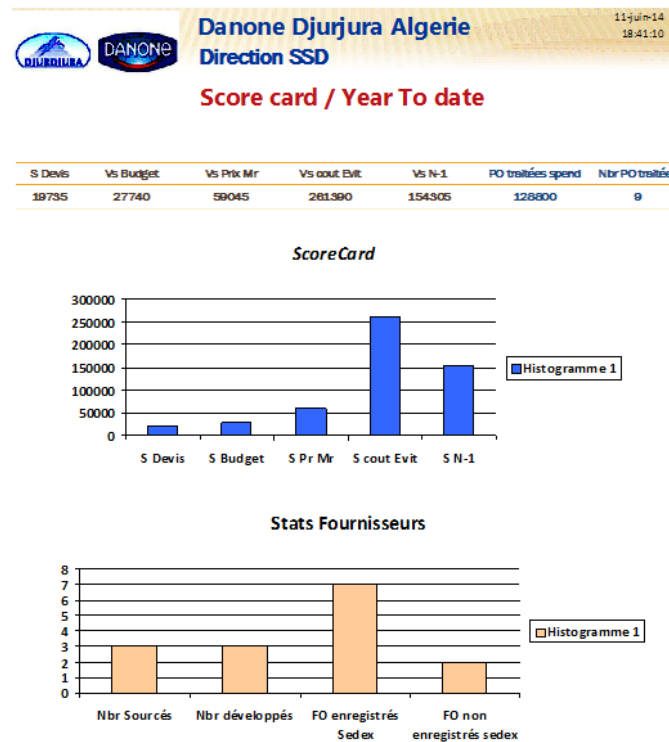 DJURDJURA
DANONE
Danone Djurjura Algerie
Direction SSD
11-juin-14
18:41:10
Score card / Year To date
S Devis Vs Budget Vs Prix Mr Vs cout Evit Vs N-1 PO traitées spend Nbr PO traitée
19735 27740 59045 261390 154305 128800 9
ScoreCard
300000
250000
200000
150000
100000
50000
0
S Devis S Budget S Pr Mr S cout Evit S N-1
Histogramme 1
Stats Fournisseurs
8
7
6
5
4
3
2
1
0
Nbr Sourcés Nbr développés FO enregistrés Sedex FO non enregistrés sedex
Histogramme 1